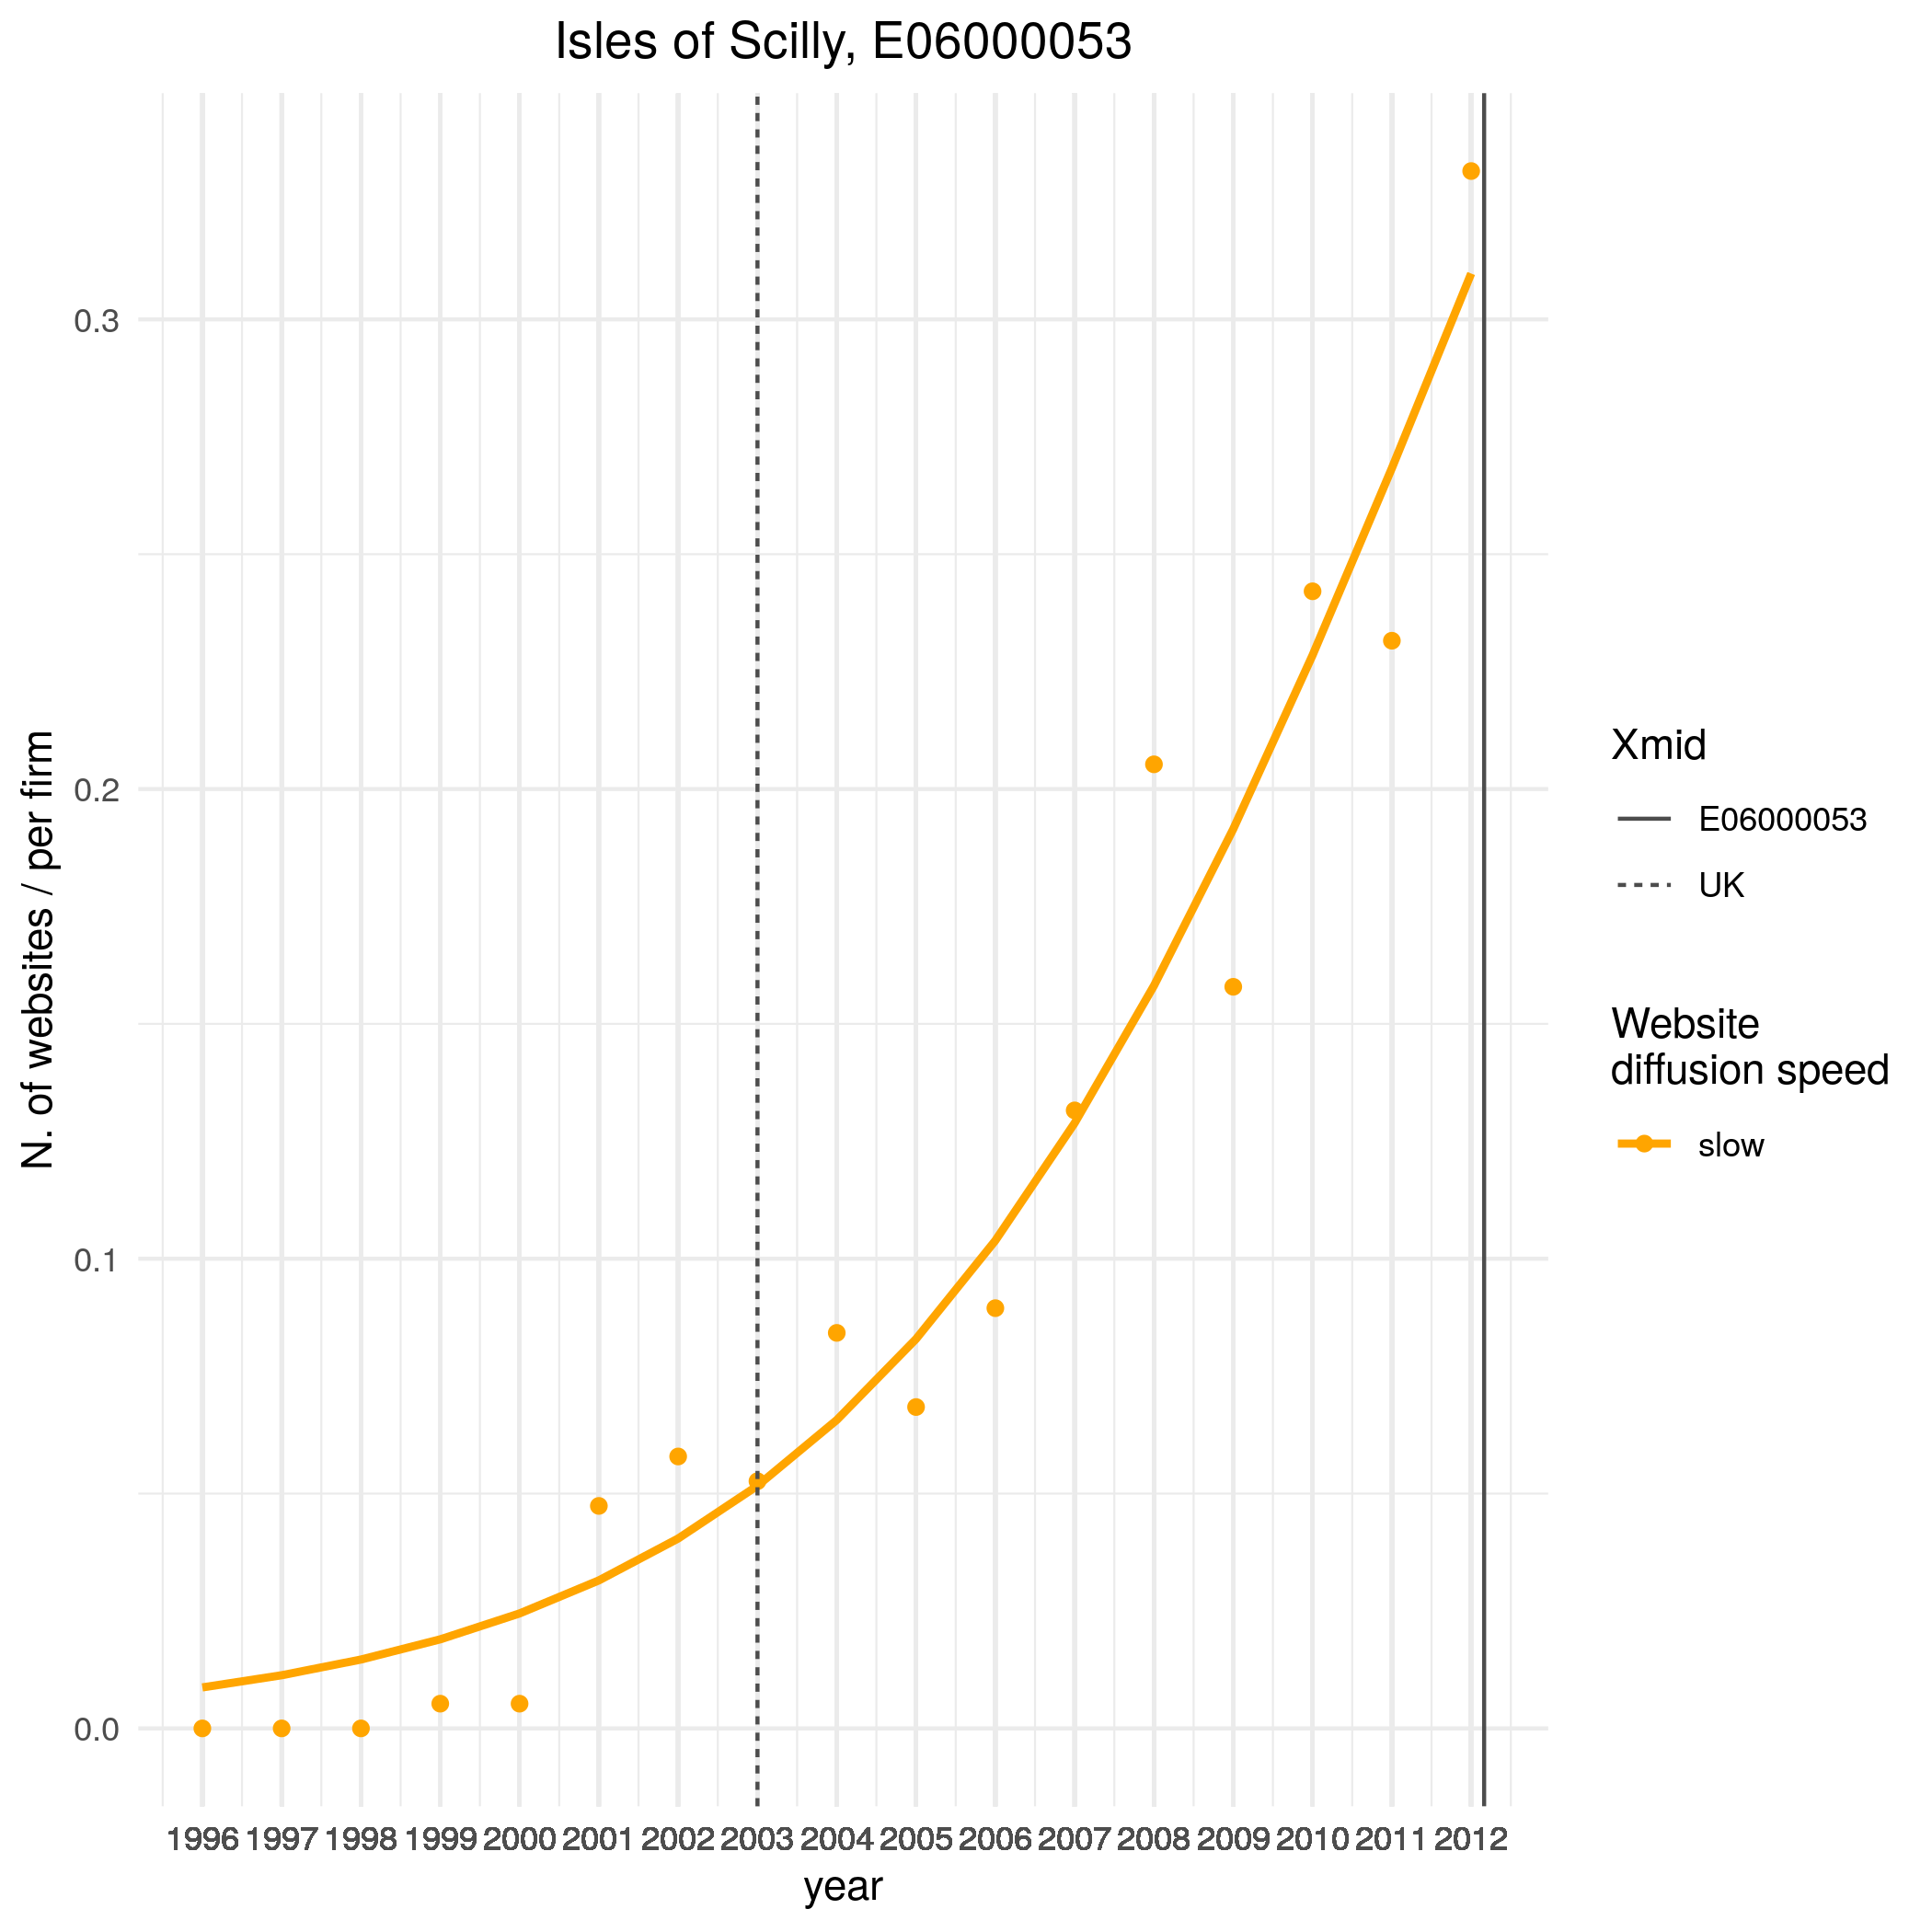 Isles of Scilly, E06000053
N. of websites / per firm
0.3
0.2
0.1
0.0
1996 1997 1998 1999 2000 2001 2002 2003 2004 2005 2006 2007 2008 2009 2010 2011 2012
year
Xmid
E06000053
UK
Website
diffusion speed
slow